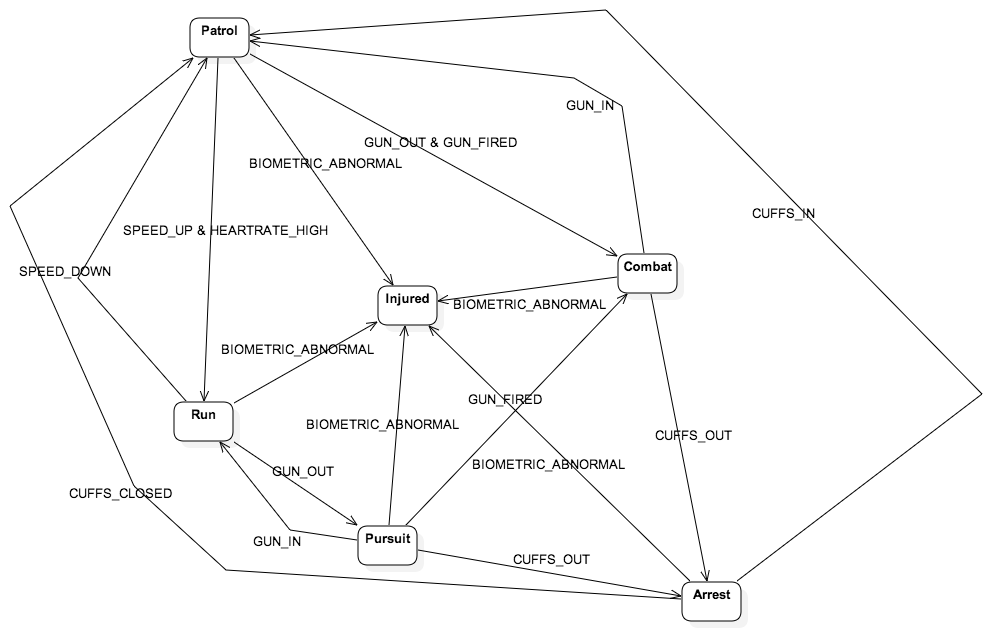 Patrol
GUN_IN
GUN_OUT & GUN_FIRED
BIOMETRIC_ABNORMAL
CUFFS_IN
SPEED_UP & HEARTRATE_HIGH
SPEED_DOWN
Combat
Injured
BIOMETRIC_ABNORMAL
BIOMETRIC_ABNORMAL
GUN_FIRED
Run
BIOMETRIC_ABNORMAL
CUFFS_OUT
BIOMETRIC_ABNORMAL
GUN_OUT
CUFFS_CLOSED
GUN_IN
Pursuit
CUFFS_OUT
Arrest